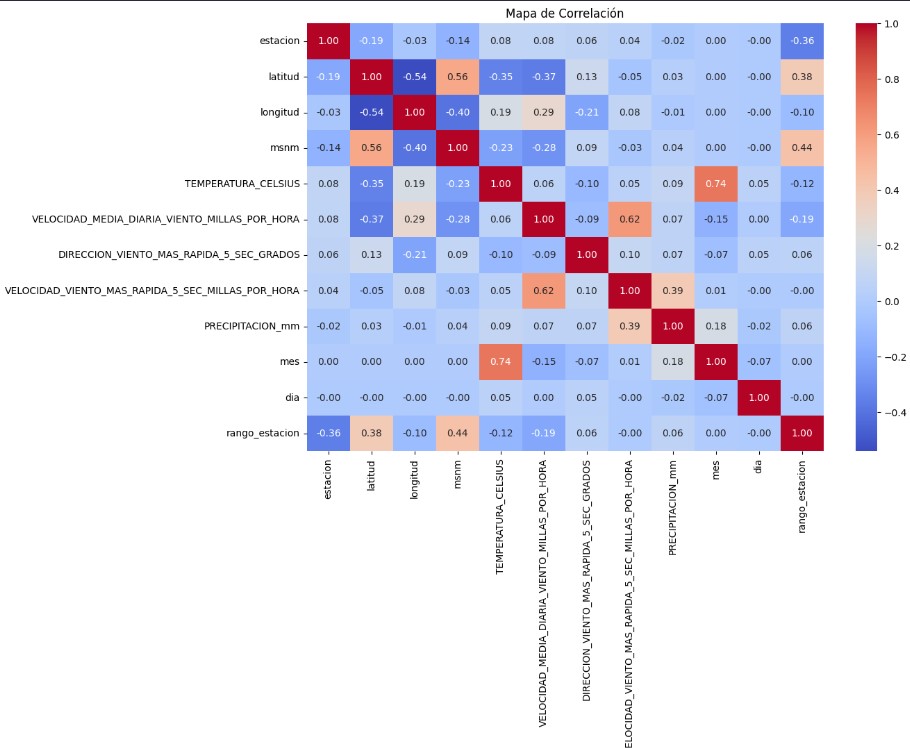 Mapa de Correlación
estacion 1.00 -0.19 -0.03 -0.14 0.08 0.08 0.06 0.04 -0.02 0.00 -0.00 -0.36
latitud -0.19 1.00 -0.54 0.56 -0.35 -0.37 0.13 -0.05 0.03 0.00 -0.00 0.38
longitud -0.03 -0.54 1.00 -0.40 0.19 0.29 -0.21 0.08 -0.01 0.00 -0.00 -0.10
msnm -0.14 0.56 -0.40 1.00 -0.23 -0.28 0.09 -0.03 0.04 0.00 -0.00 0.44
TEMPERATURA_CELSIUS 0.08 -0.35 0.19 -0.23 1.00 0.06 -0.10 0.05 0.09 0.74 0.05 -0.12
VELOCIDAD_MEDIA_DIARIA_VIENTO_MILLAS_POR_HORA 0.08 -0.37 0.29 -0.28 0.06 1.00 -0.09 0.62 0.07 -0.15 0.00 -0.19
DIRECCION_VIENTO_MAS_RAPIDA_5_SEC_GRADOS 0.06 0.13 -0.21 0.09 -0.10 -0.09 1.00 0.10 0.07 -0.07 0.05 0.06
VELOCIDAD_VIENTO_MAS_RAPIDA_5_SEC_MILLAS_POR_HORA 0.04 -0.05 0.08 -0.03 0.05 0.62 0.10 1.00 0.39 0.01 -0.00 -0.00
PRECIPITACION_mm -0.02 0.03 -0.01 0.04 0.09 0.07 0.07 0.39 1.00 0.18 -0.02 0.06
mes 0.00 0.00 0.00 0.00 0.74 -0.15 -0.07 0.01 0.18 1.00 -0.07 0.00
dia -0.00 -0.00 -0.00 -0.00 0.05 0.00 0.05 -0.00 -0.02 -0.07 1.00 -0.00
rango_estacion -0.36 0.38 -0.10 0.44 -0.12 -0.19 0.06 -0.00 0.06 0.00 -0.00 1.00
estacion
latitud
longitud
msnm
TEMPERATURA_CELSIUS
VELOCIDAD_MEDIA_DIARIA_VIENTO_MILLAS_POR_HORA
DIRECCION_VIENTO_MAS_RAPIDA_5_SEC_GRADOS
ELOCIDAD_VIENTO_MAS_RAPIDA_5_SEC_MILLAS_POR_HORA
PRECIPITACION_mm
mes
dia
rango_estacion
1.0
0.8
0.6
0.4
0.2
0.0
−0.2
−0.4